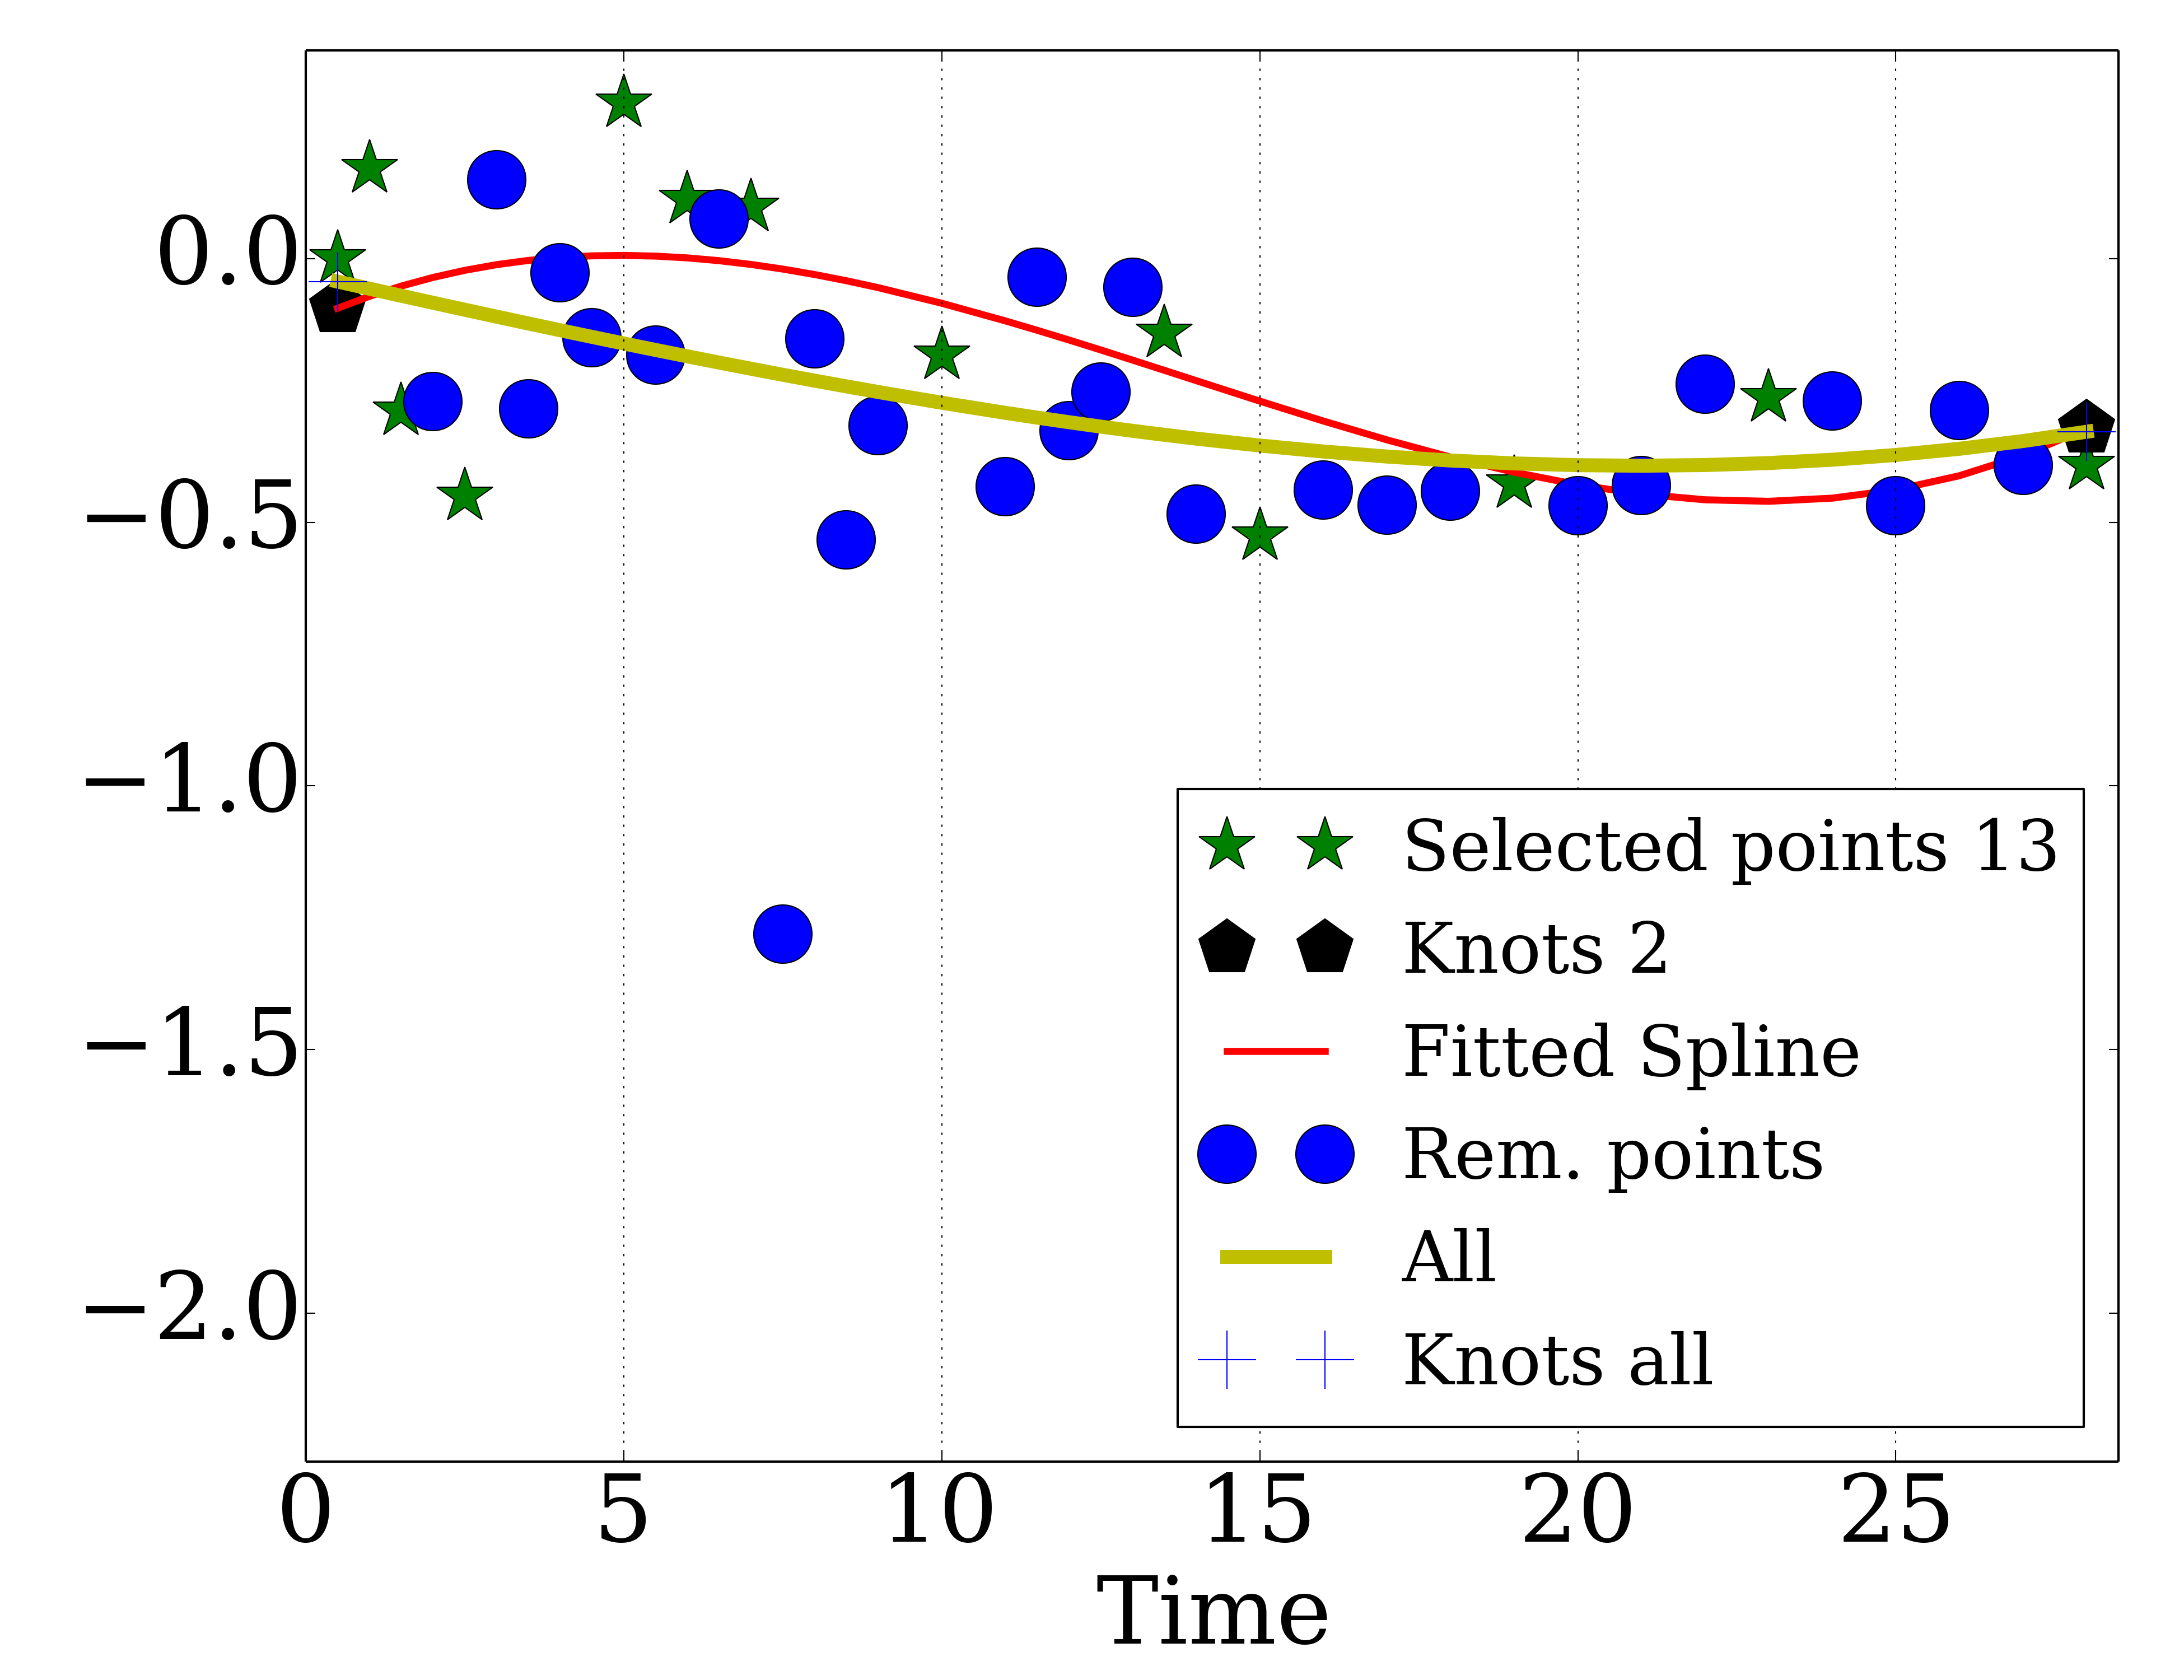 0.0
−0.5
−1.0
−1.5
−2.0
Selected points 13
Knots 2
Fitted Spline
Rem. points
All
Knots all
0 5 10 15 20 25
Time